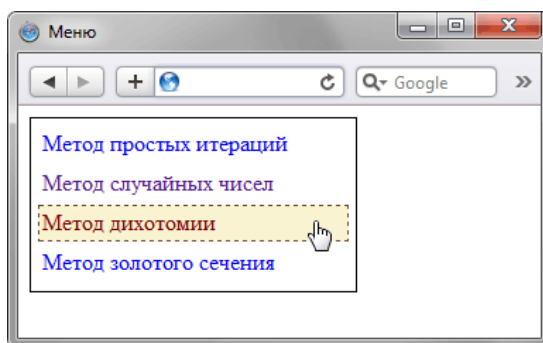 Меню
Google
Метод простых итераций
Метод случайных чисел
Метод дихотомии
Метод золотого сечения